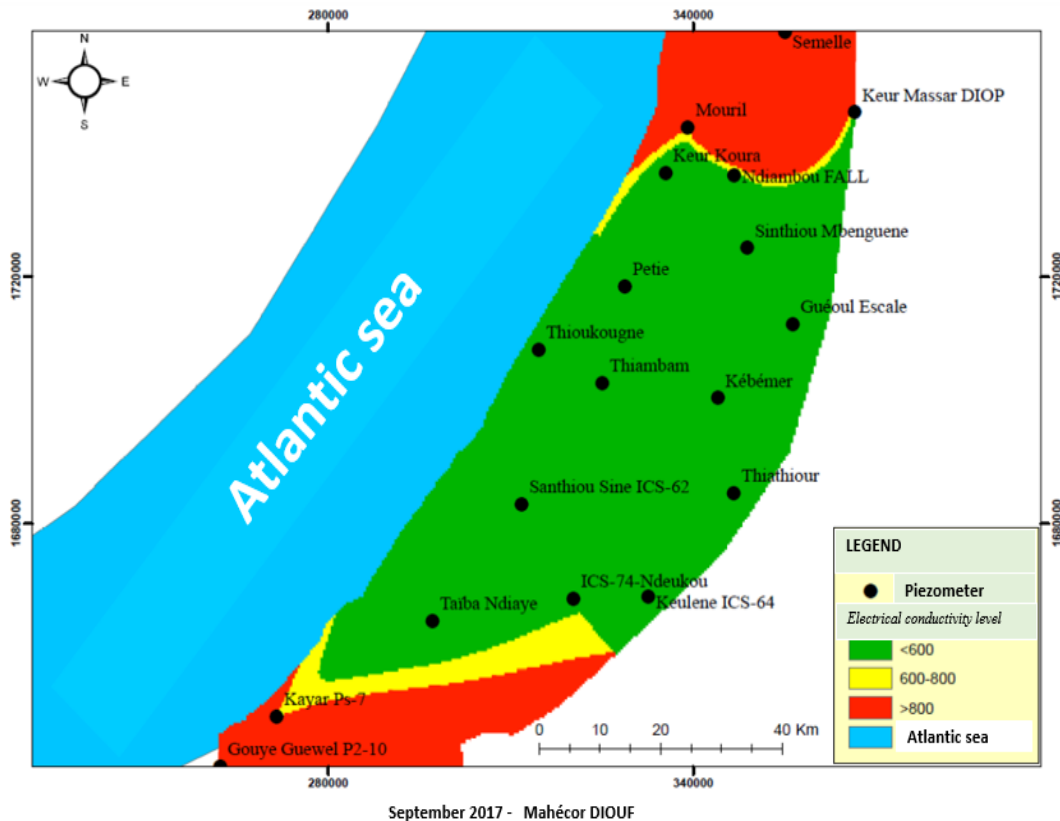 280000
340000
N
W
E
S
Semelle
Keur Massar DIOP
Mouril
Keur Koura
Ndiambou FALL
Sinthiou Mbenguene
1720000
1720000
Petie
Gueoul Escale
Thioukougne
Thiambam
Kébémer
Atlantic sea
Santhiou Sine ICS-62
Thiathiour
1680000
1680000
ICS-74-Ndeukou
Keulene ICS-64
Taïba Ndiaye
Kayar Ps-7
Gouye Guewel P2-10
0 10 20 40 Km
LEGEND
Piezometer
Electrical conductivity level
<600
600-800
>800
Atlantic sea
280000
340000
September 2017 - Mahécor DIOUF